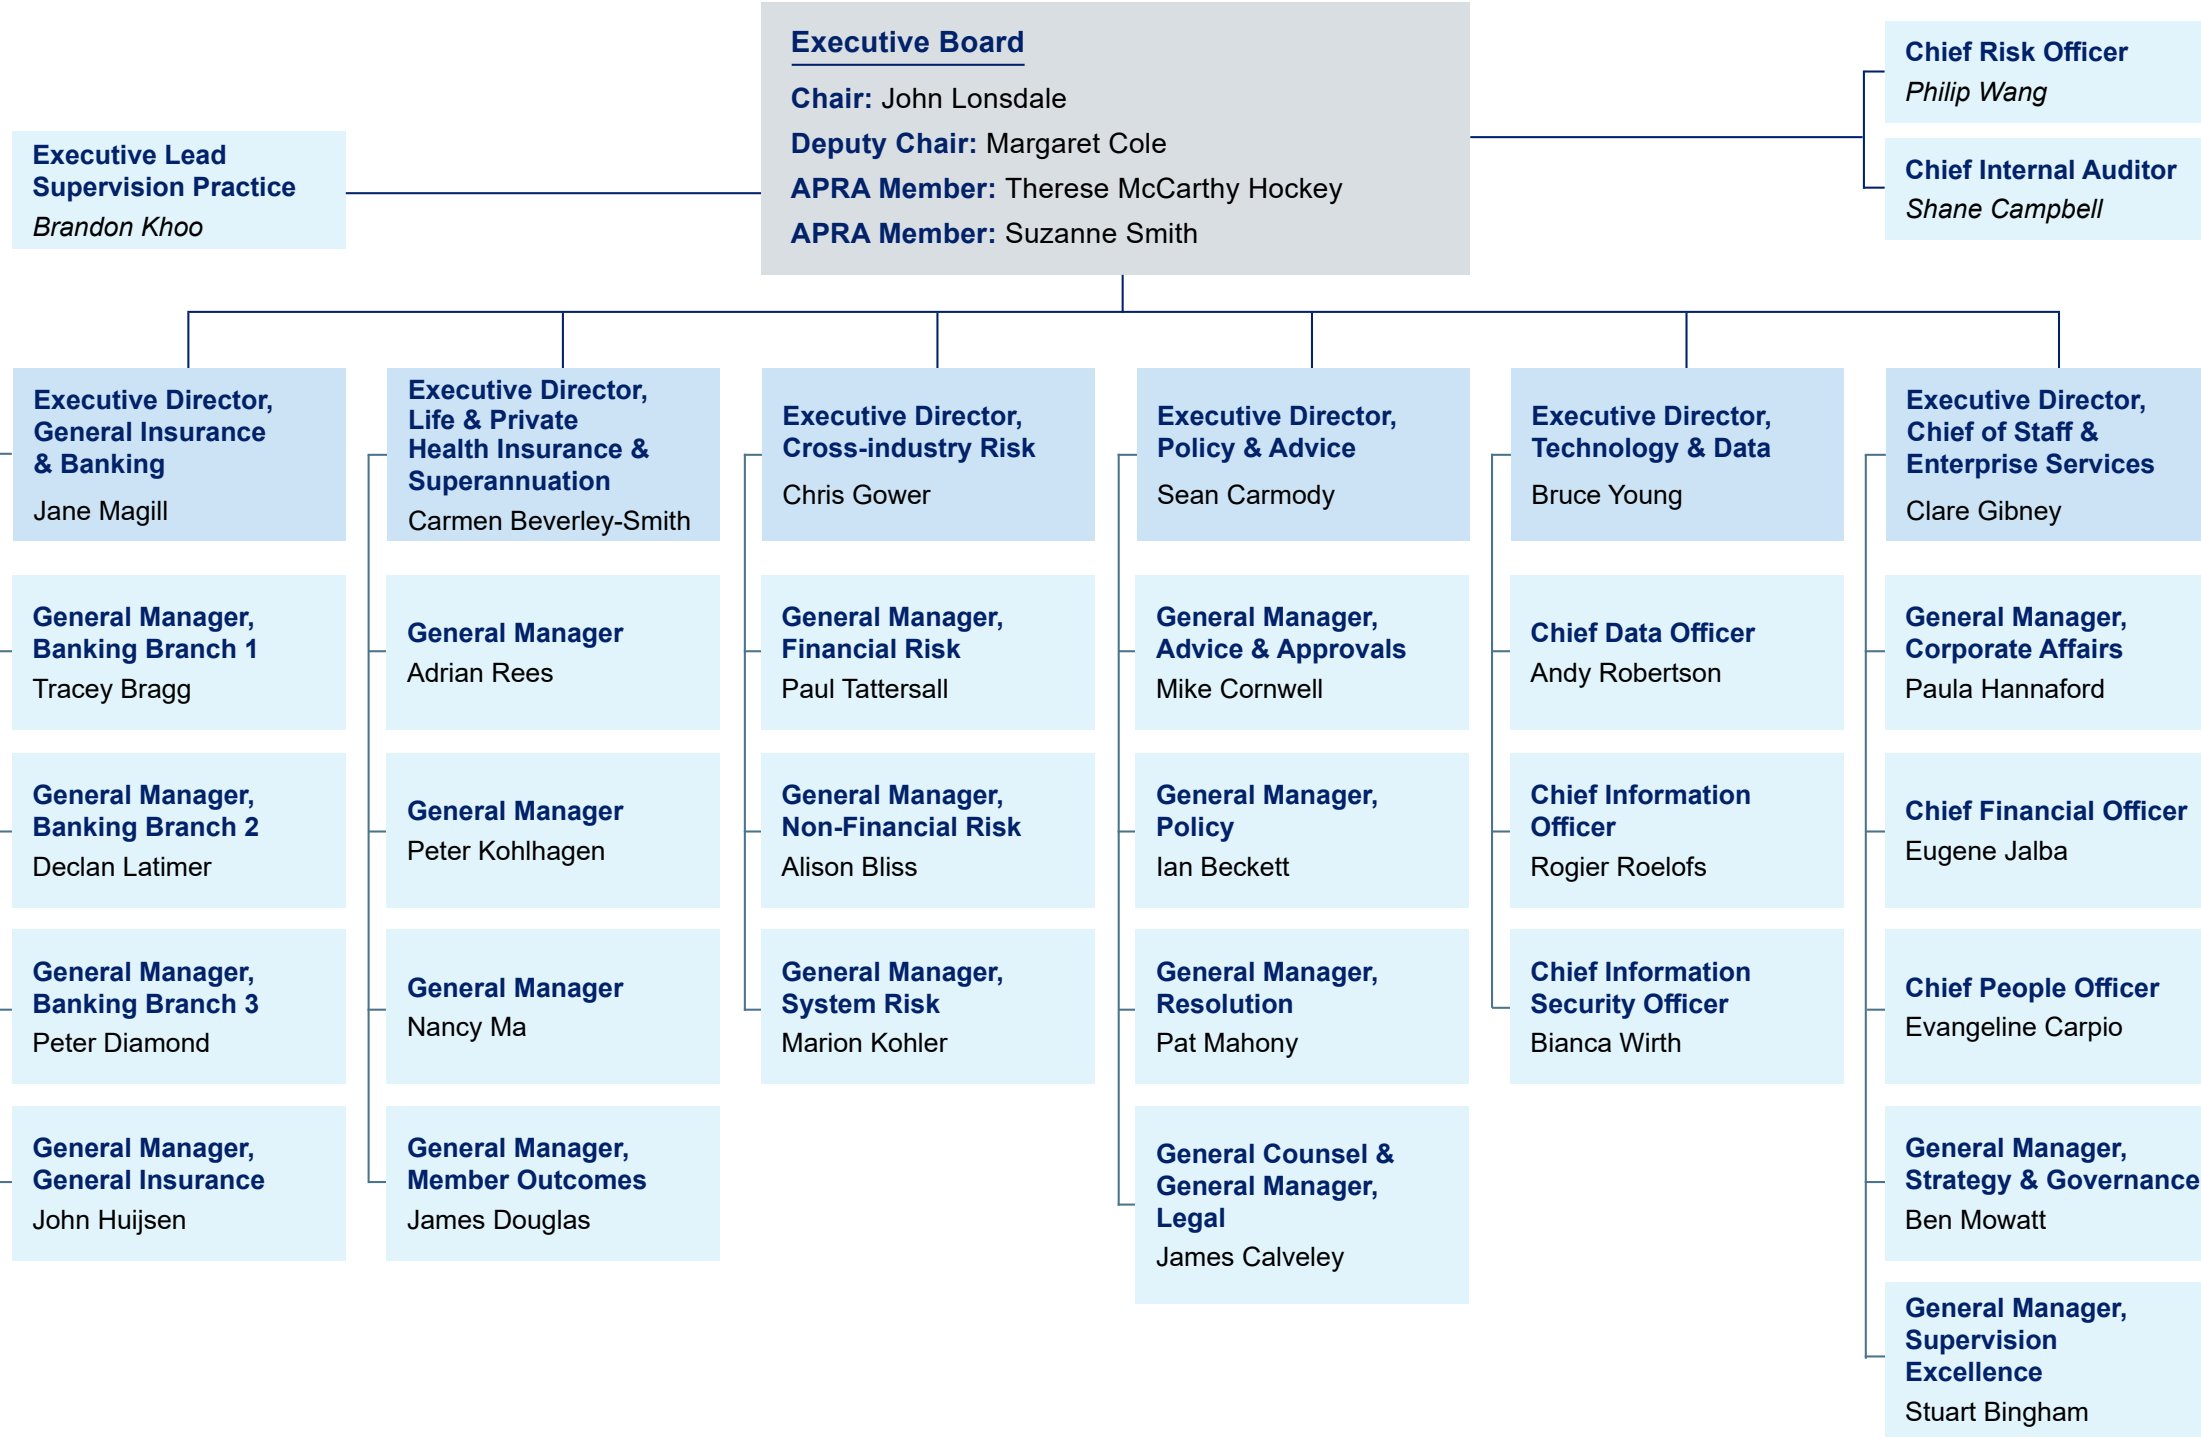 Executive Board
Chair: John Lonsdale
Deputy Chair: Margaret Cole
APRA Member: Therese McCarthy Hockey
APRA Member: Suzanne Smith
Executive Lead
Supervision Practice
Brandon Khoo
Chief Risk Officer
Philip Wang
Chief Internal Auditor
Shane Campbell
Executive Director,
General Insurance
& Banking
Jane Magill
General Manager,
Banking Branch 1
Tracey Bragg
General Manager,
Banking Branch 2
Declan Latimer
General Manager,
Banking Branch 3
Peter Diamond
General Manager,
General Insurance
John Huijsen
Executive Director,
Life & Private
Health Insurance &
Superannuation
Carmen Beverley-Smith
General Manager
Adrian Rees
General Manager
Peter Kohlhagen
General Manager
Nancy Ma
General Manager,
Member Outcomes
James Douglas
Executive Director,
Cross-industry Risk
Chris Gower
General Manager,
Financial Risk
Paul Tattersall
General Manager,
Non-Financial Risk
Alison Bliss
General Manager,
System Risk
Marion Kohler
Executive Director,
Policy & Advice
Sean Carmody
General Manager,
Advice & Approvals
Mike Cornwell
General Manager,
Policy
Ian Beckett
General Manager,
Resolution
Pat Mahony
General Counsel &
General Manager,
Legal
James Calveley
Executive Director,
Technology & Data
Bruce Young
Chief Data Officer
Andy Robertson
Chief Information
Officer
Rogier Roelofs
Chief Information
Security Officer
Bianca Wirth
Executive Director,
Chief of Staff &
Enterprise Services
Clare Gibney
General Manager,
Corporate Affairs
Paula Hannaford
Chief Financial Officer
Eugene Jalba
Chief People Officer
Evangeline Carpio
General Manager,
Strategy & Governance
Ben Mowatt
General Manager,
Supervision
Excellence
Stuart Bingham